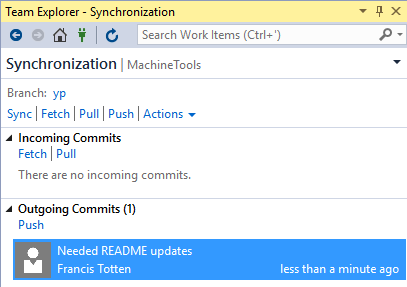 Team Explorer - Synchronization
Search Work Items (Ctrl+')
Synchronization | MachineTools
Branch: yp
Sync | Fetch | Pull | Push | Actions
Incoming Commits
Fetch | Pull
There are no incoming commits.
Outgoing Commits (1)
Push
Needed README updates
Francis Totten less than a minute ago